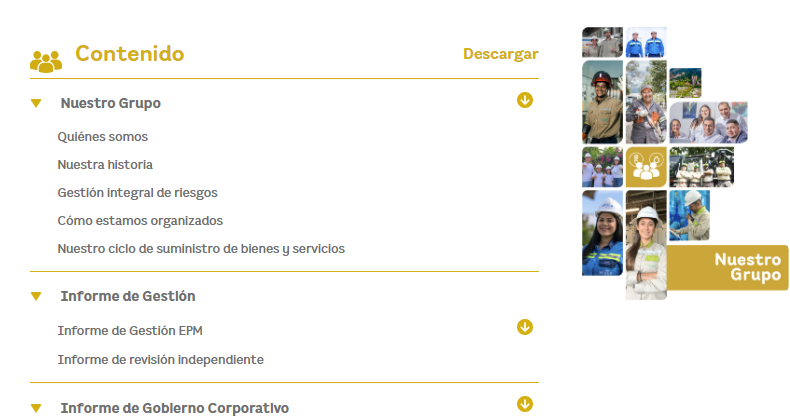 Contenido
Descargar
Nuestro Grupo
Quiénes somos
Nuestra historia
Gestión integral de riesgos
Cómo estamos organizados
Nuestro ciclo de suministro de bienes y servicios
Informe de Gestión
Informe de Gestión EPM
Informe de revisión independiente
Informe de Gobierno Corporativo
Nuestro
Grupo